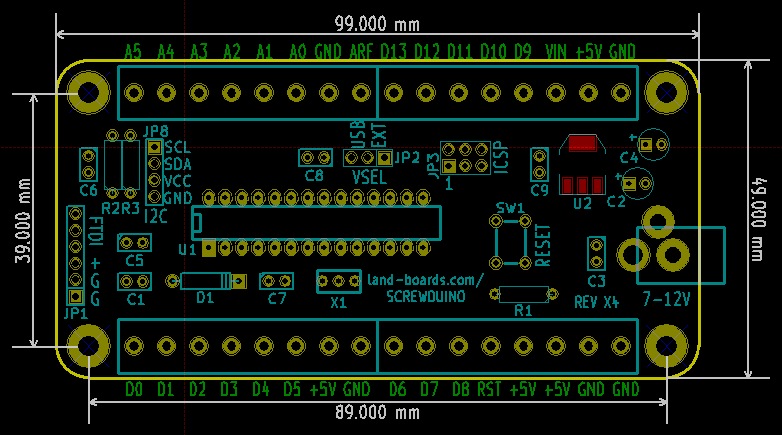 99.000 mm
A5 A4 A3 A2 A1 A0 GND ARF D13 D12 D11 D10 D9 VIN +5V GND
JP8
SCL
SDA
VCC
GND
I2C
C6
R2R3
USB
EXT
C8
JP2
VSEL
JP3
1
ICSP
C9
+
C4
+
C2
U2
39.000 mm
49.000 mm
FTDI
+
G
G
JP1
C5
C1
U1
D1
C7
X1
SW1
RESET
land-boards.com/
SCREWDUINO
R1
C3
REV X4
7-12V
D0 D1 D2 D3 D4 D5 +5V GND D6 D7 D8 RST +5V +5V GND GND
89.000 mm